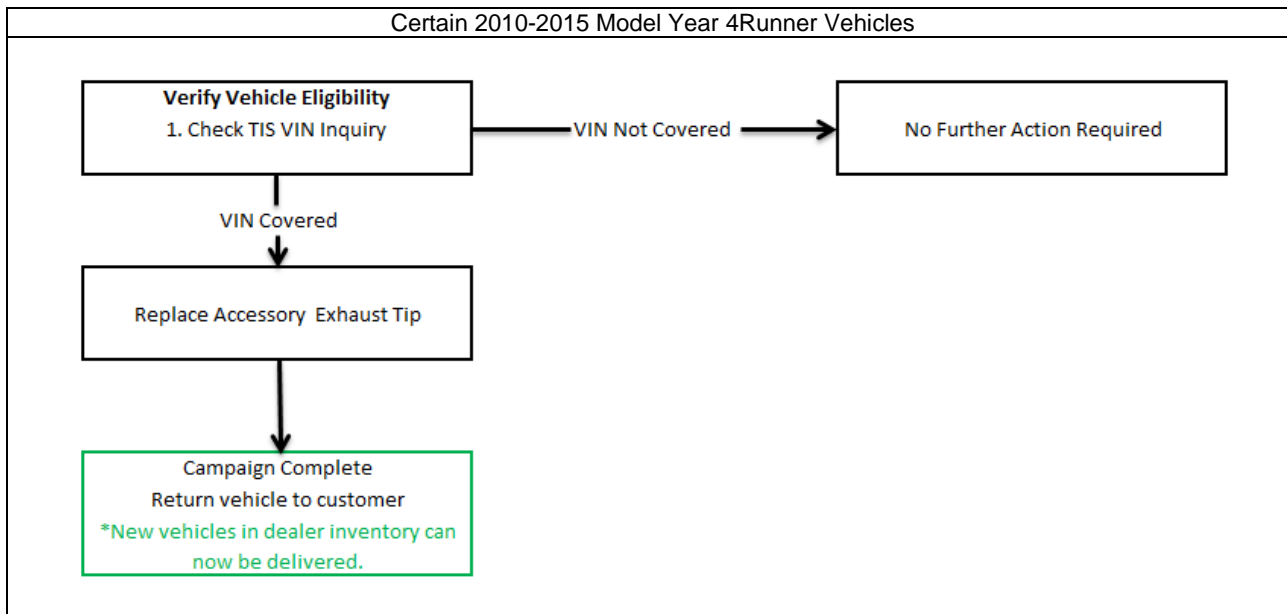 Certain 2010-2015 Model Year 4Runner Vehicles
Verify Vehicle Eligibility
1. Check TIS VIN Inquiry
VIN Not Covered
No Further Action Required
VIN Covered
Replace Accessory Exhaust Tip
Campaign Complete
Return vehicle to customer
*New vehicles in dealer inventory can
now be delivered.